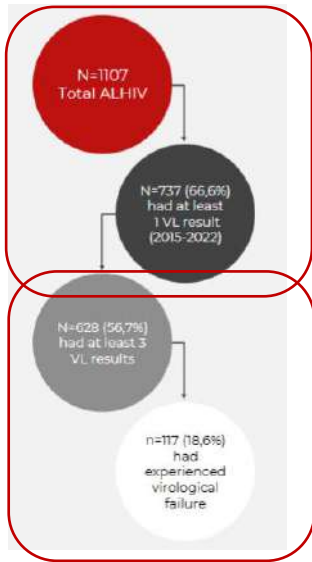 N=1107
Total ALHIV
N=737 (66,6%)
had at least
1 VL result
(2015-2022)
N=628 (56,7%)
had at least 3
VL results
n=117 (18,6%)
had
experienced
virological
failure